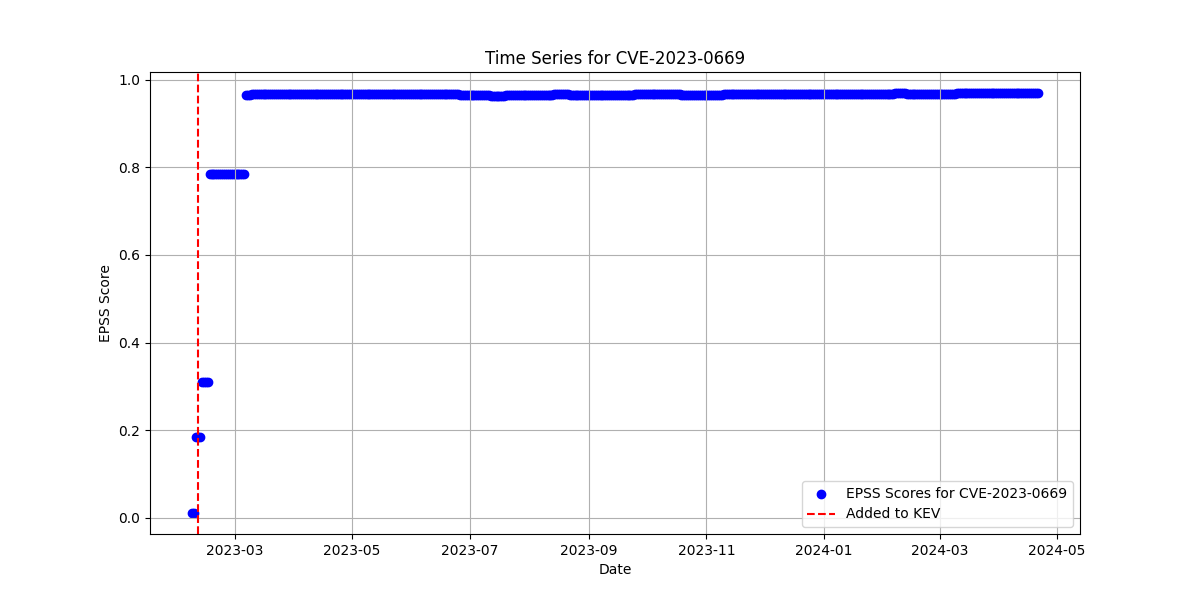 Time Series for CVE-2023-0669
EPSS Score
1.0
0.8
0.6
0.4
0.2
0.0
EPSS Scores for CVE-2023-0669
Added to KEV
2023-03 2023-05 2023-07 2023-09 2023-11 2024-01 2024-03 2024-05
Date